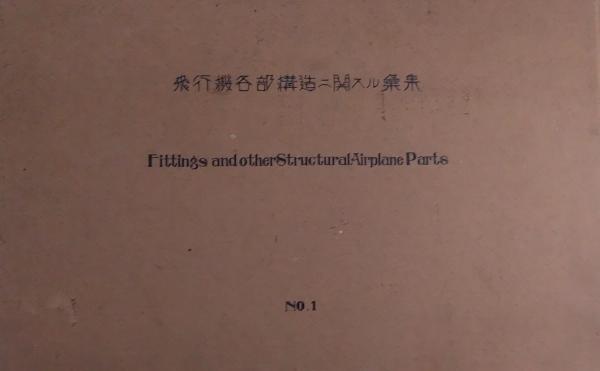 飛行機各部構造ニ関スル彙集
Fittings and other Structural Airplane Parts
NO.1